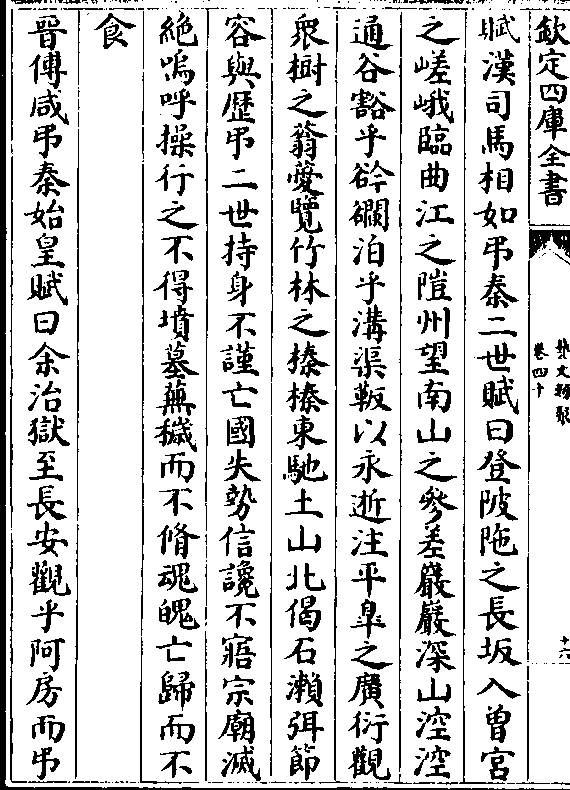 欽定四庫全書
藝文類聚
卷四十
十六
賦漢司馬相如弔秦二世賦曰登陂陁之長坂入曾宮
之嵯峨臨曲江之隑州望南山之參差巖巖深山涳涳
通谷豁乎谽㵎泊乎溝渠䩗以永逝注平臯之廣衍觀
衆樹之蓊薆覽竹林之榛榛東馳土山北偈石瀨弭節
容與歴弔二世持身不謹亡國失勢信讒不寤宗廟滅
絶嗚呼操行之不得墳墓蕪穢而不脩魂魄亡歸而不
食
晉傅咸弔秦始皇賦曰余治獄至長安觀乎阿房而弔